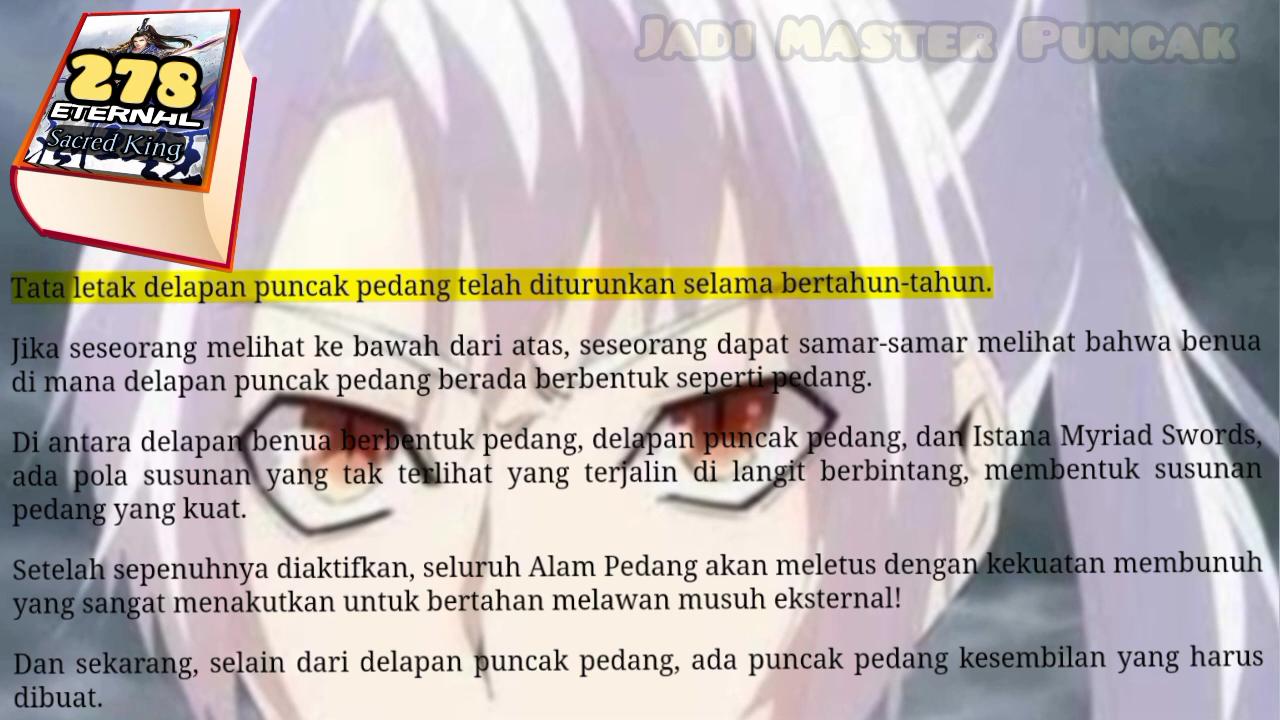 Jadi Master Puncak
278
ETERNAL
Sacred King
Tata letak delapan puncak pedang telah diturunkan selama bertahun-tahun.
Jika seseorang melihat ke bawah dari atas, seseorang dapat samar-samar melihat bahwa benua
di mana delapan puncak pedang berada berbentuk seperti pedang.
Di antara delapan benua berbentuk pedang, delapan puncak pedang, dan Istana Myriad Swords,
ada pola susunan yang tak terlihat yang terjalin di langit berbintang, membentuk susunan
pedang yang kuat.
Setelah sepenuhnya diaktifkan, seluruh Alam Pedang akan meletus dengan kekuatan membunuh
yang sangat menakutkan untuk bertahan melawan musuh eksternal!
Dan sekarang, selain dari delapan puncak pedang, ada puncak pedang kesembilan yang harus
dibuat.